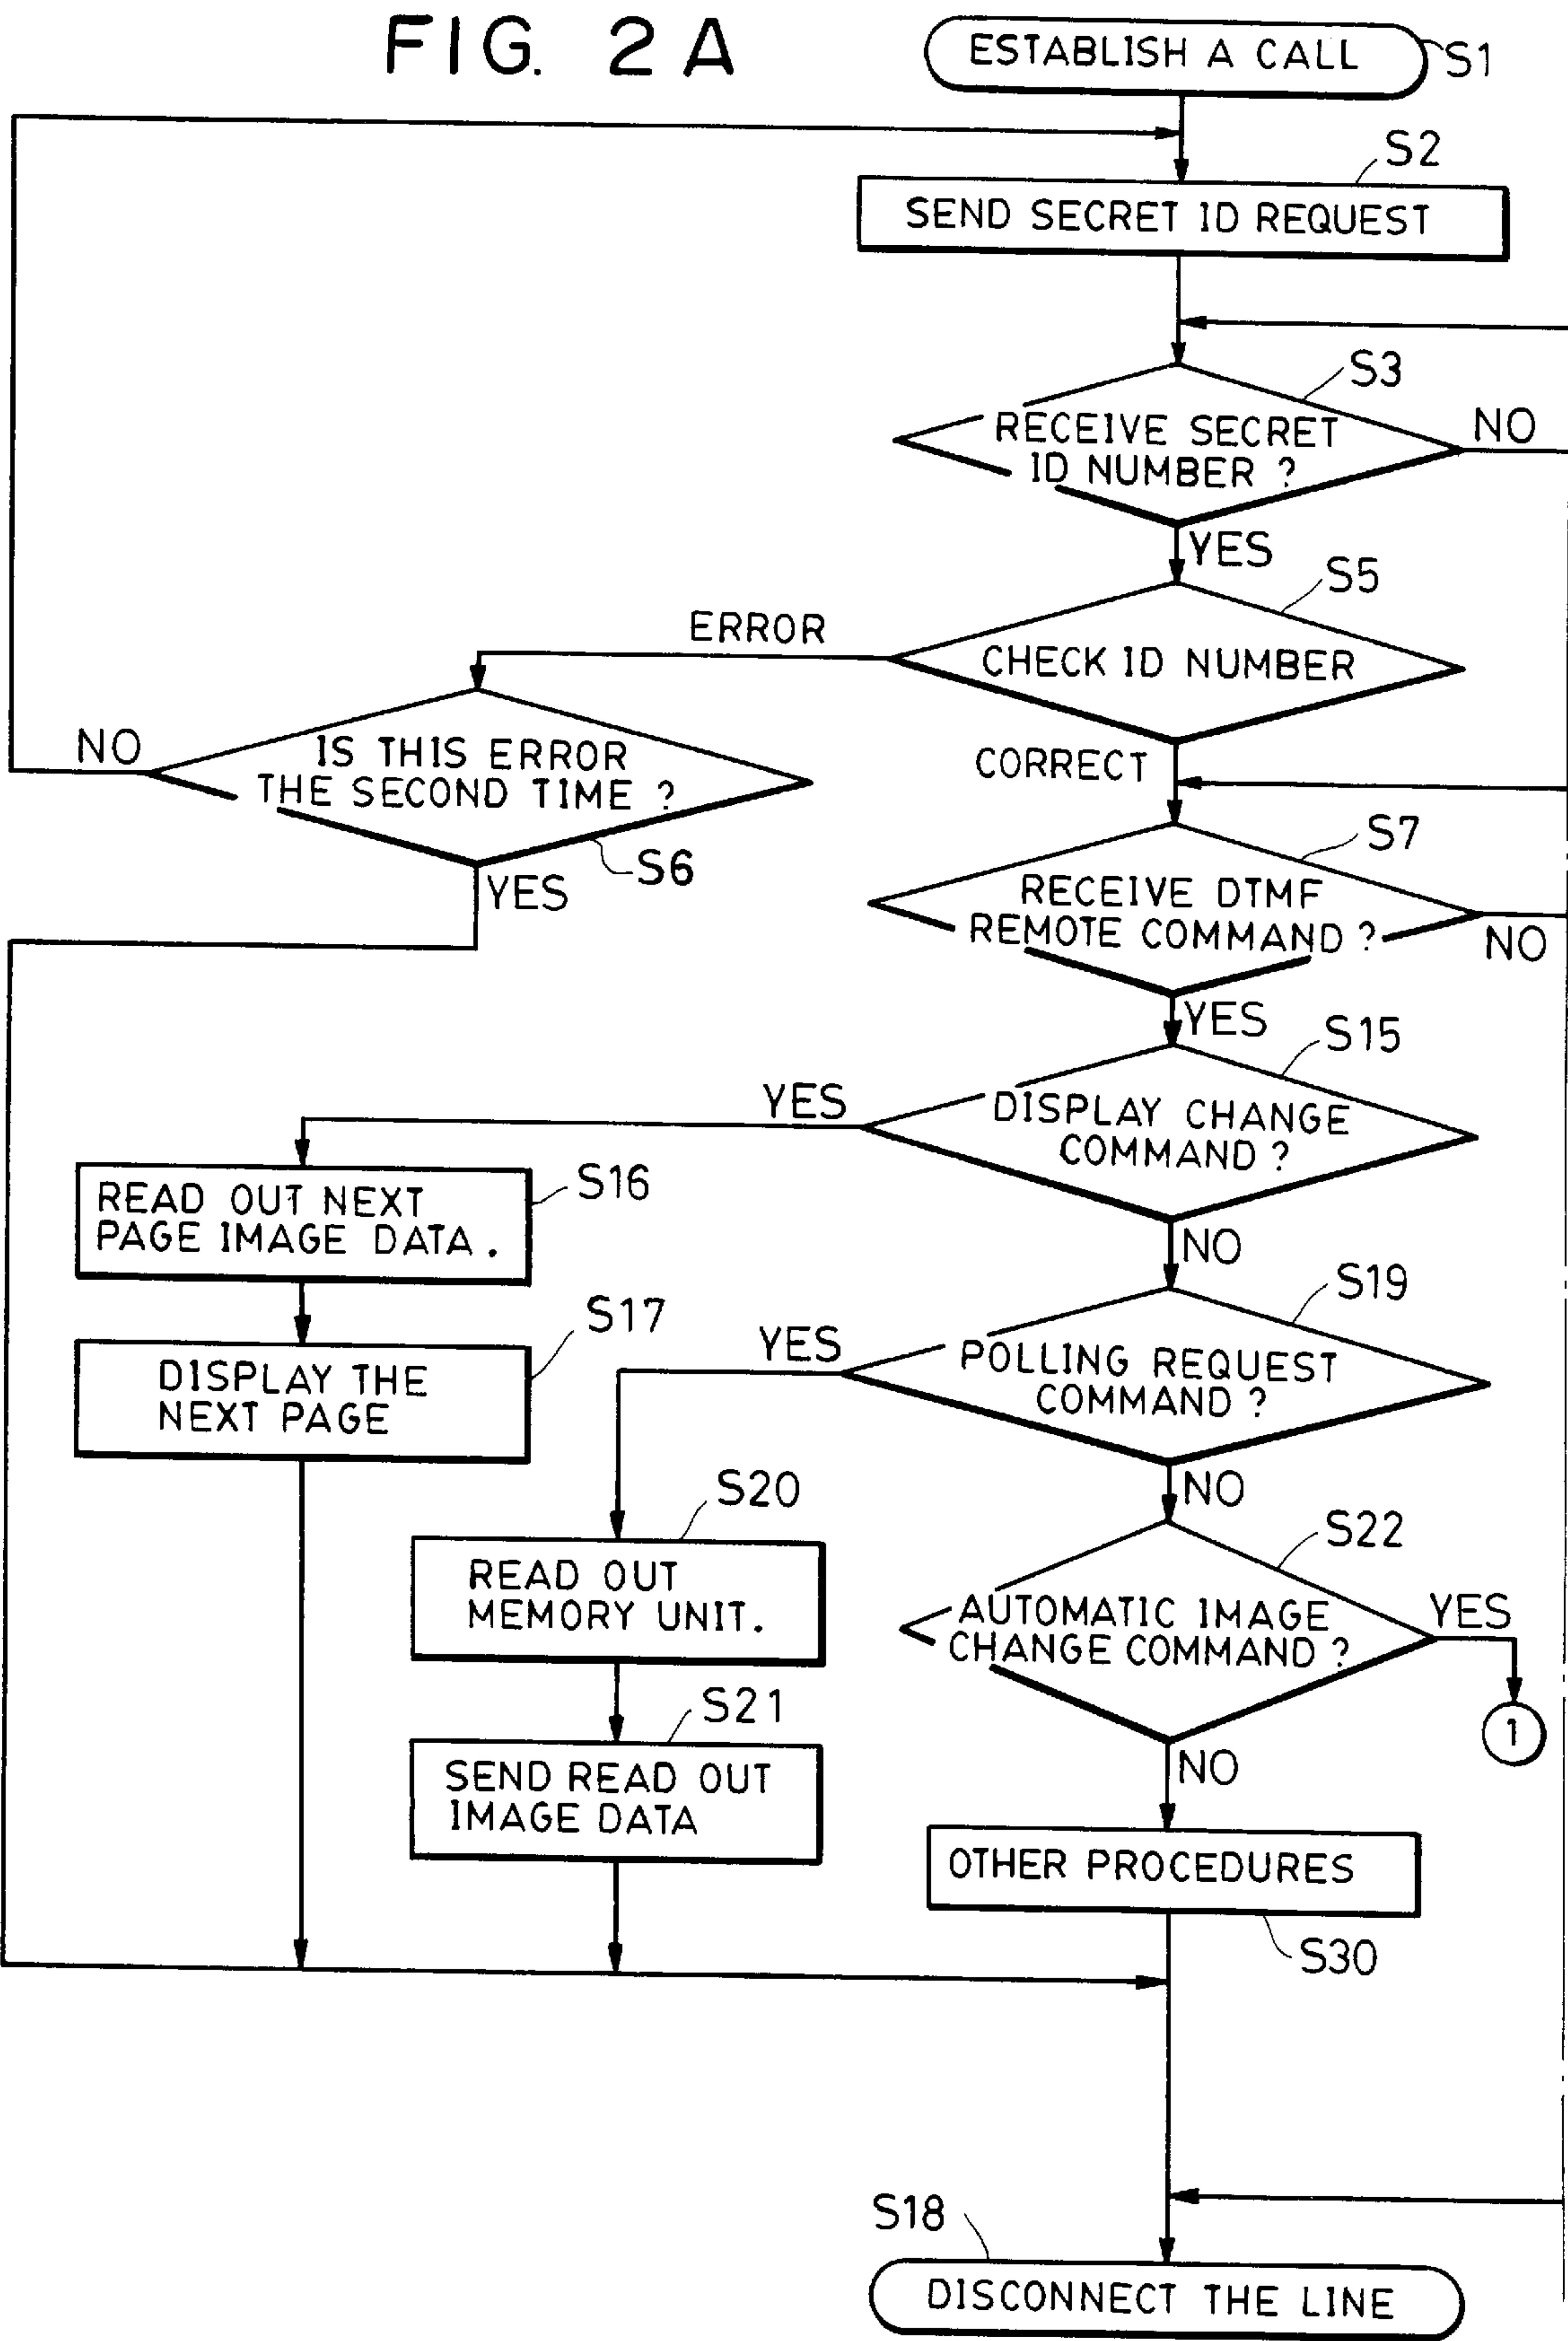 FIG. 2A
ESTABLISH A CALL
S1
S2
SEND SECRET ID REQUEST
S3
RECEIVE SECRET
ID NUMBER ?
NO
YES
S5
ERROR
CHECK ID NUMBER
NO
IS THIS ERROR
THE SECOND TIME ?
CORRECT
S6
YES
S7
RECEIVE DTMF
REMOTE COMMAND ?
NO
YES
S15
YES
DISPLAY CHANGE
COMMAND ?
S16
READ OUT NEXT
PAGE IMAGE DATA.
NO
S19
S17
YES
POLLING REQUEST
COMMAND ?
DISPLAY THE
NEXT PAGE
NO
S20
S22
READ OUT
MEMORY UNIT.
AUTOMATIC IMAGE
CHANGE COMMAND ?
YES
1
S21
NO
SEND READ OUT
IMAGE DATA
OTHER PROCEDURES
S30
S18
DISCONNECT THE LINE